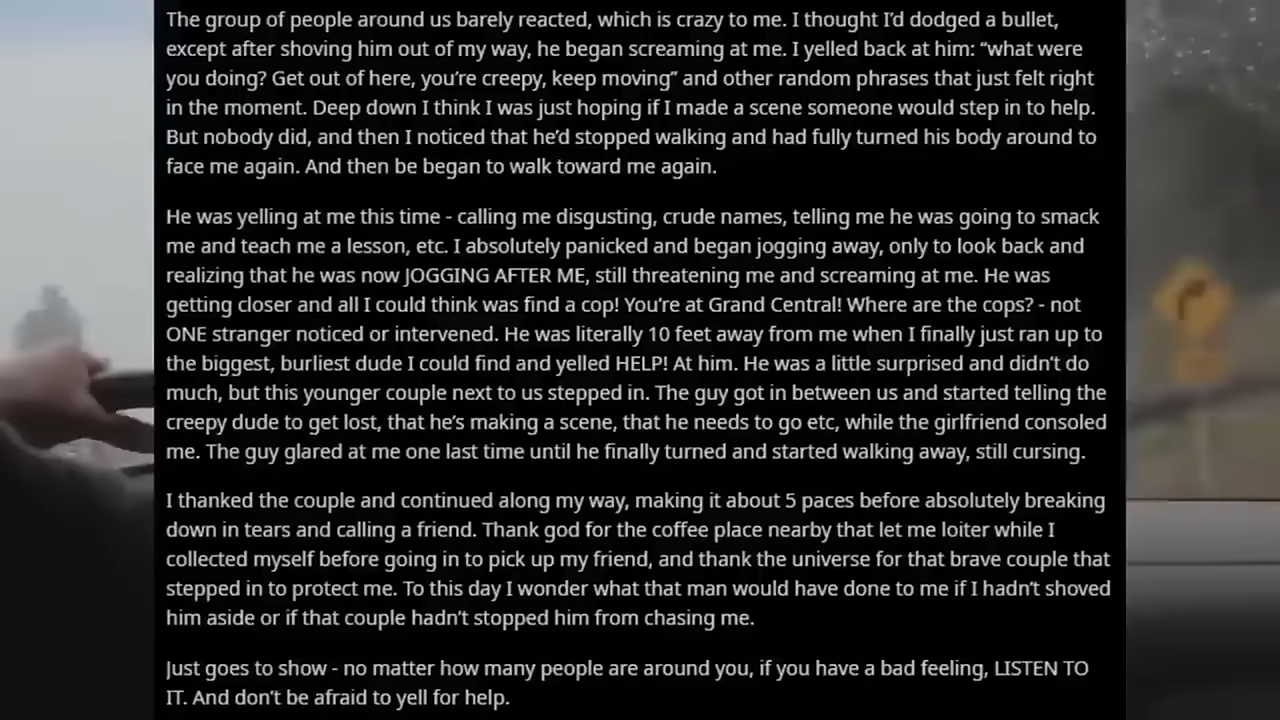 The group of people around us barely reacted, which is crazy to me. I thought I'd dodged a bullet,
except after shoving him out of my way, he began screaming at me. I yelled back at him: “what were
you doing? Get out of here, you're creepy, keep moving” and other random phrases that just felt right
in the moment. Deep down I think I was just hoping if I made a scene someone would step in to help.
But nobody did, and then I noticed that he'd stopped walking and had fully turned his body around to
face me again. And then be began to walk toward me again.
He was yelling at me this time - calling me disgusting, crude names, telling me he was going to smack
me and teach me a lesson, etc. I absolutely panicked and began jogging away, only to look back and
realizing that he was now JOGGING AFTER ME, still threatening me and screaming at me. He was
getting closer and all I could think was find a cop! You're at Grand Central! Where are the cops? - not
ONE stranger noticed or intervened. He was literally 10 feet away from me when I finally just ran up to
the biggest, burliest dude I could find and yelled HELP! At him. He was a little surprised and didn't do
much, but this younger couple next to us stepped in. The guy got in between us and started telling the
creepy dude to get lost, that he's making a scene, that he needs to go etc, while the girlfriend consoled
me. The guy glared at me one last time until he finally turned and started walking away, still cursing.
I thanked the couple and continued along my way, making it about 5 paces before absolutely breaking
down in tears and calling a friend. Thank god for the coffee place nearby that let me loiter while I
collected myself before going in to pick up my friend, and thank the universe for that brave couple that
stepped in to protect me. To this day I wonder what that man would have done to me if I hadn't shoved
him aside or if that couple hadn't stopped him from chasing me.
Just goes to show - no matter how many people are around you, if you have a bad feeling, LISTEN TO
IT. And don't be afraid to yell for help.